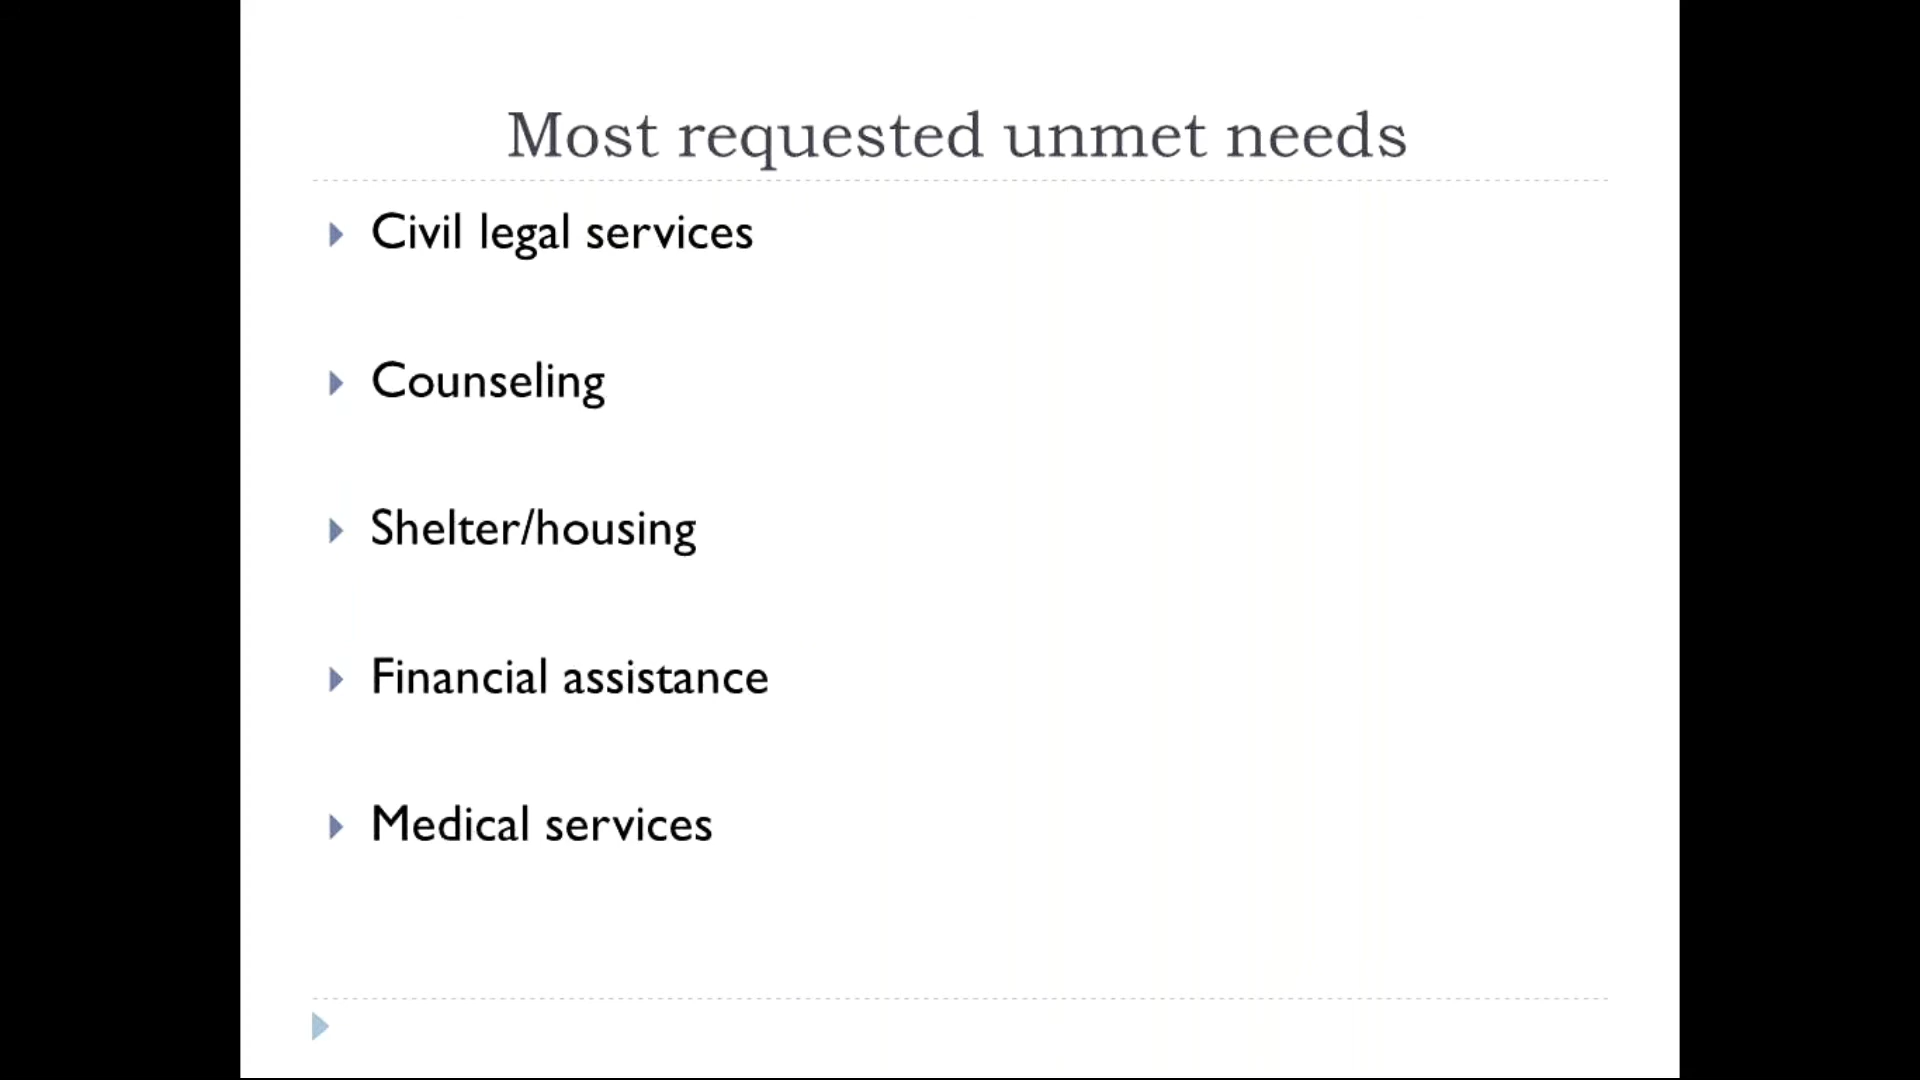 Most requested unmet needs
Civil legal services
Counseling
Shelter/housing
Financial assistance
Medical services